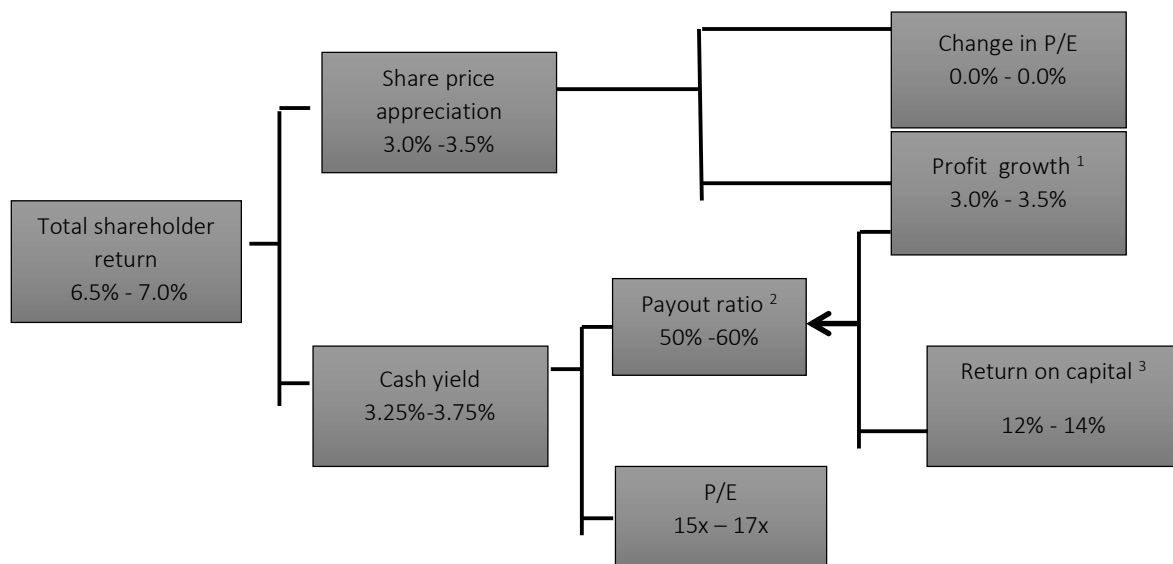 Change in P/E
0.0% - 0.0%
Share price
appreciation
3.0% -3.5%
Profit growth ¹
3.0% - 3.5%
Total shareholder
return
6.5% - 7.0%
Payout ratio ²
50% -60%
Cash yield
3.25%-3.75%
Return on capital ³
12% - 14%
P/E
15x – 17x